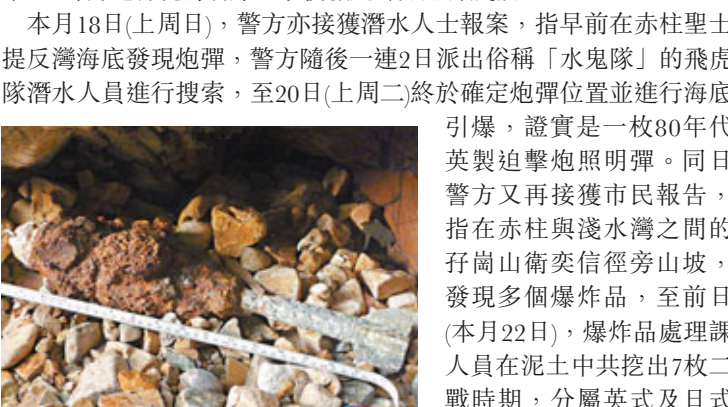 本月18日(上周日)，警方亦接獲潛水人士報案，指早前在赤柱聖士
提反灣海底發現炮彈，警方隨後一連2日派出俗稱「水鬼隊」的飛虎
隊潛水人員進行搜索，至20日(上周二)終於確定炮彈位置並進行海底
引爆，證實是一枚80年代
英製迫擊炮照明彈。同日
警方又再接獲市民報告，
指在赤柱與淺水灣之間的
孖崗山衛奕信徑旁山坡，
發現多個爆炸品，至前日
(本月22日)，爆炸品處理課
人員在泥土中共挖出7枚二
戰時期，分屬英式及日式